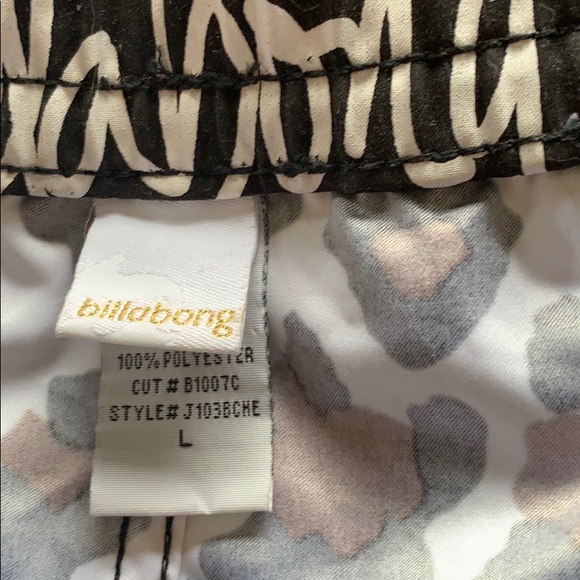 billabong
100% POLYESTER
CUT # B1007C
STYLE# J103BCHE
L